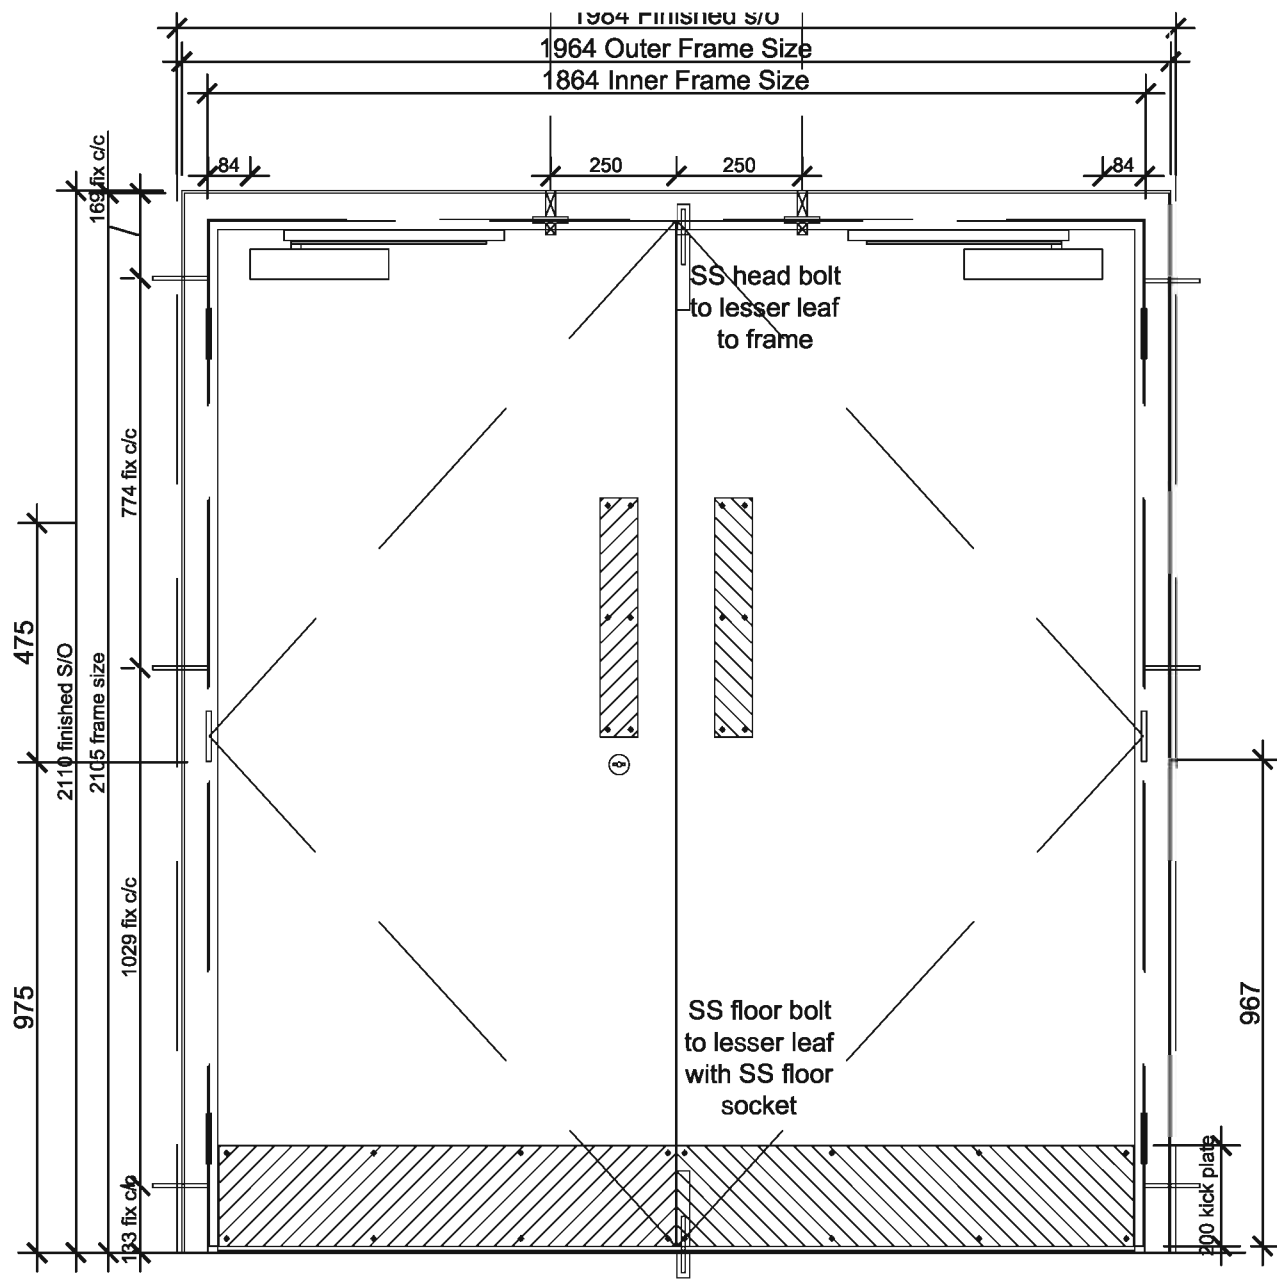 1984 Finished s/o
1964 Outer Frame Size
1864 Inner Frame Size
84
250
250
84
169 fix c/c
SS head bolt
to lesser leaf
to frame
774 fix c/c
475
2110 finished S/O
2105 frame size
1029 fix c/c
975
967
SS floor bolt
to lesser leaf
with SS floor
socket
133 fix c/c
200 kick plate